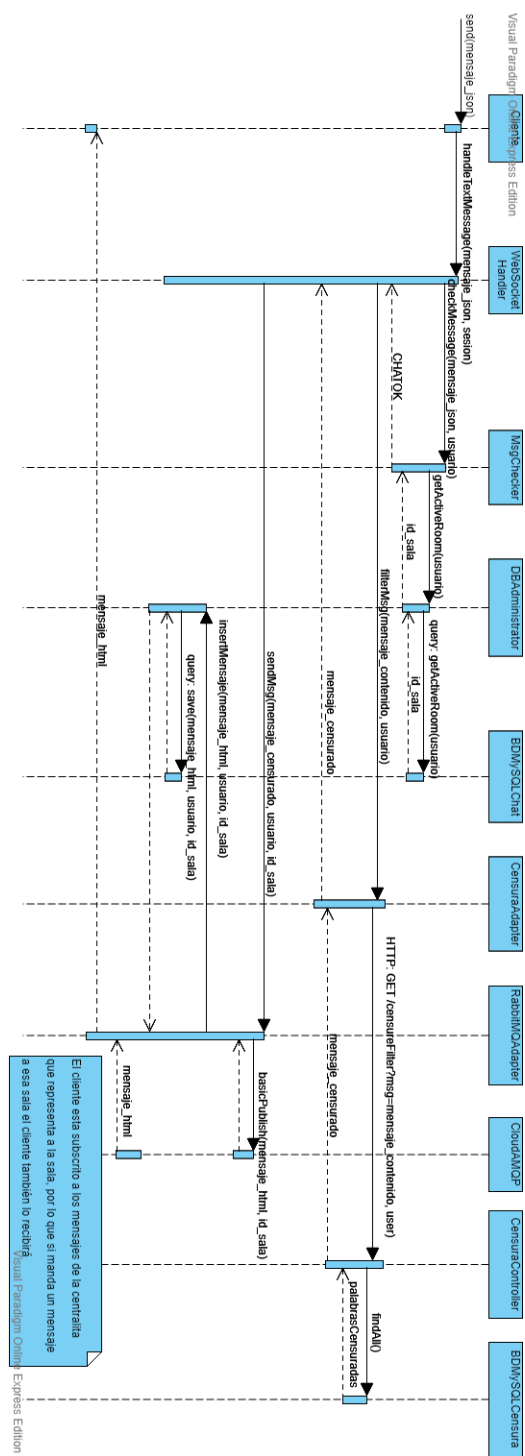 Visual Paradigm Online Express Edition
Cliente
WebSocket
Handler
MsgChecker
DBAdministrator
BDMySQLChat
CensuraAdapter
RabbitMQAdapter
CloudAMQP
CensuraController
BDMySQLCensura
send(mensaje_json)
handleTextMessage(mensaje_json, sesion)
checkMessage(mensaje_json, usuario)
getActiveRoom(usuario)
query: getActiveRoom(usuario)
id_sala
id_sala
CHATOK
filterMsg(mensaje_contenido, usuario)
HTTP: GET /censureFilter?msg=mensaje_contenido, user)
findAll()
palabrasCensuradas
mensaje_censurado
mensaje_censurado
sendMsg(mensaje_censurado, usuario, id_sala)
basicPublish(mensaje_html, id_sala)
insertMensaje(mensaje_html, usuario, id_sala)
query: save(mensaje_html, usuario, id_sala)
mensaje_html
mensaje_html
El cliente esta subscrito a los mensajes de la centralita
que representa a la sala, por lo que si manda un mensaje
a esa sala el cliente también lo recibirá
Visual Paradigm Online Express Edition